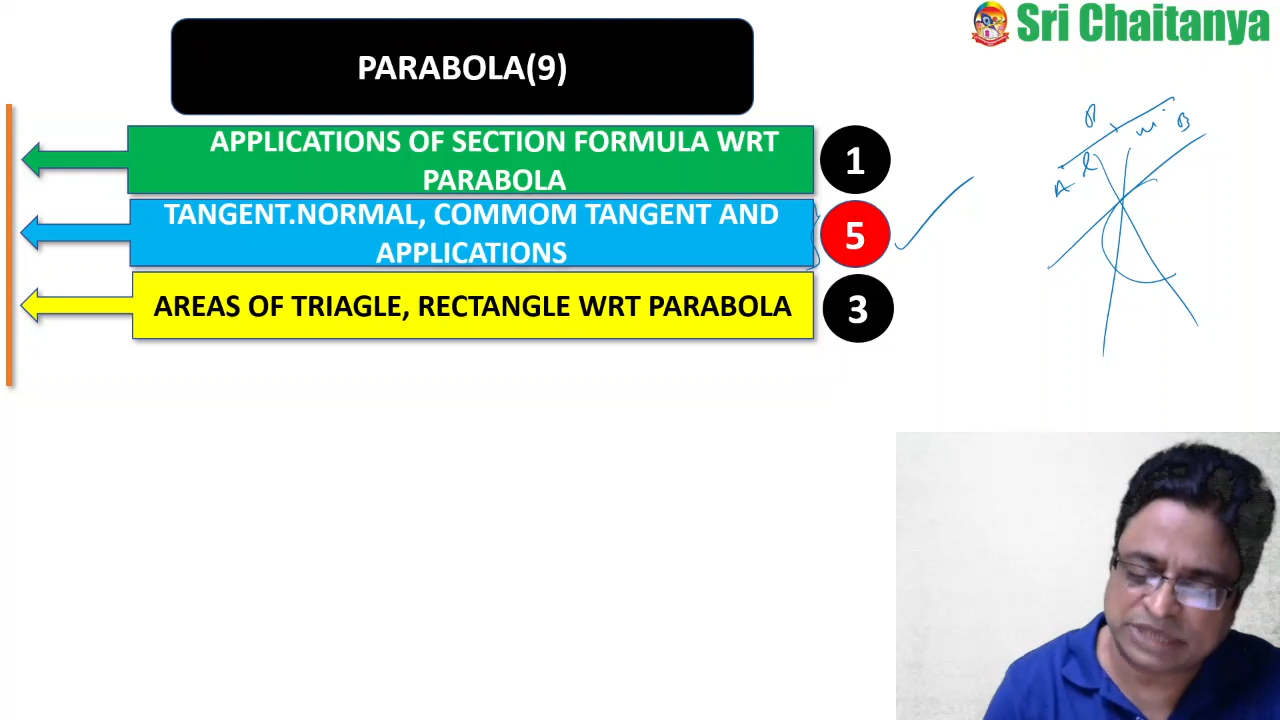 Sri Chaitanya
PARABOLA(9)
APPLICATIONS OF SECTION FORMULA WRT
PARABOLA
1
TANGENT.NORMAL, COMMOM TANGENT AND
APPLICATIONS
5
AREAS OF TRIAGLE, RECTANGLE WRT PARABOLA
3
A
B